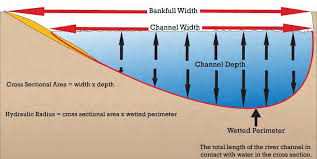 Bankfull Width
Channel Width
Channel Depth
Cross Sectional Area = width x depth
Hydraulic Radius = cross sectional area x wetted perimeter
Wetted Perimeter
The total length of the river channel in
contact with water in the cross section.